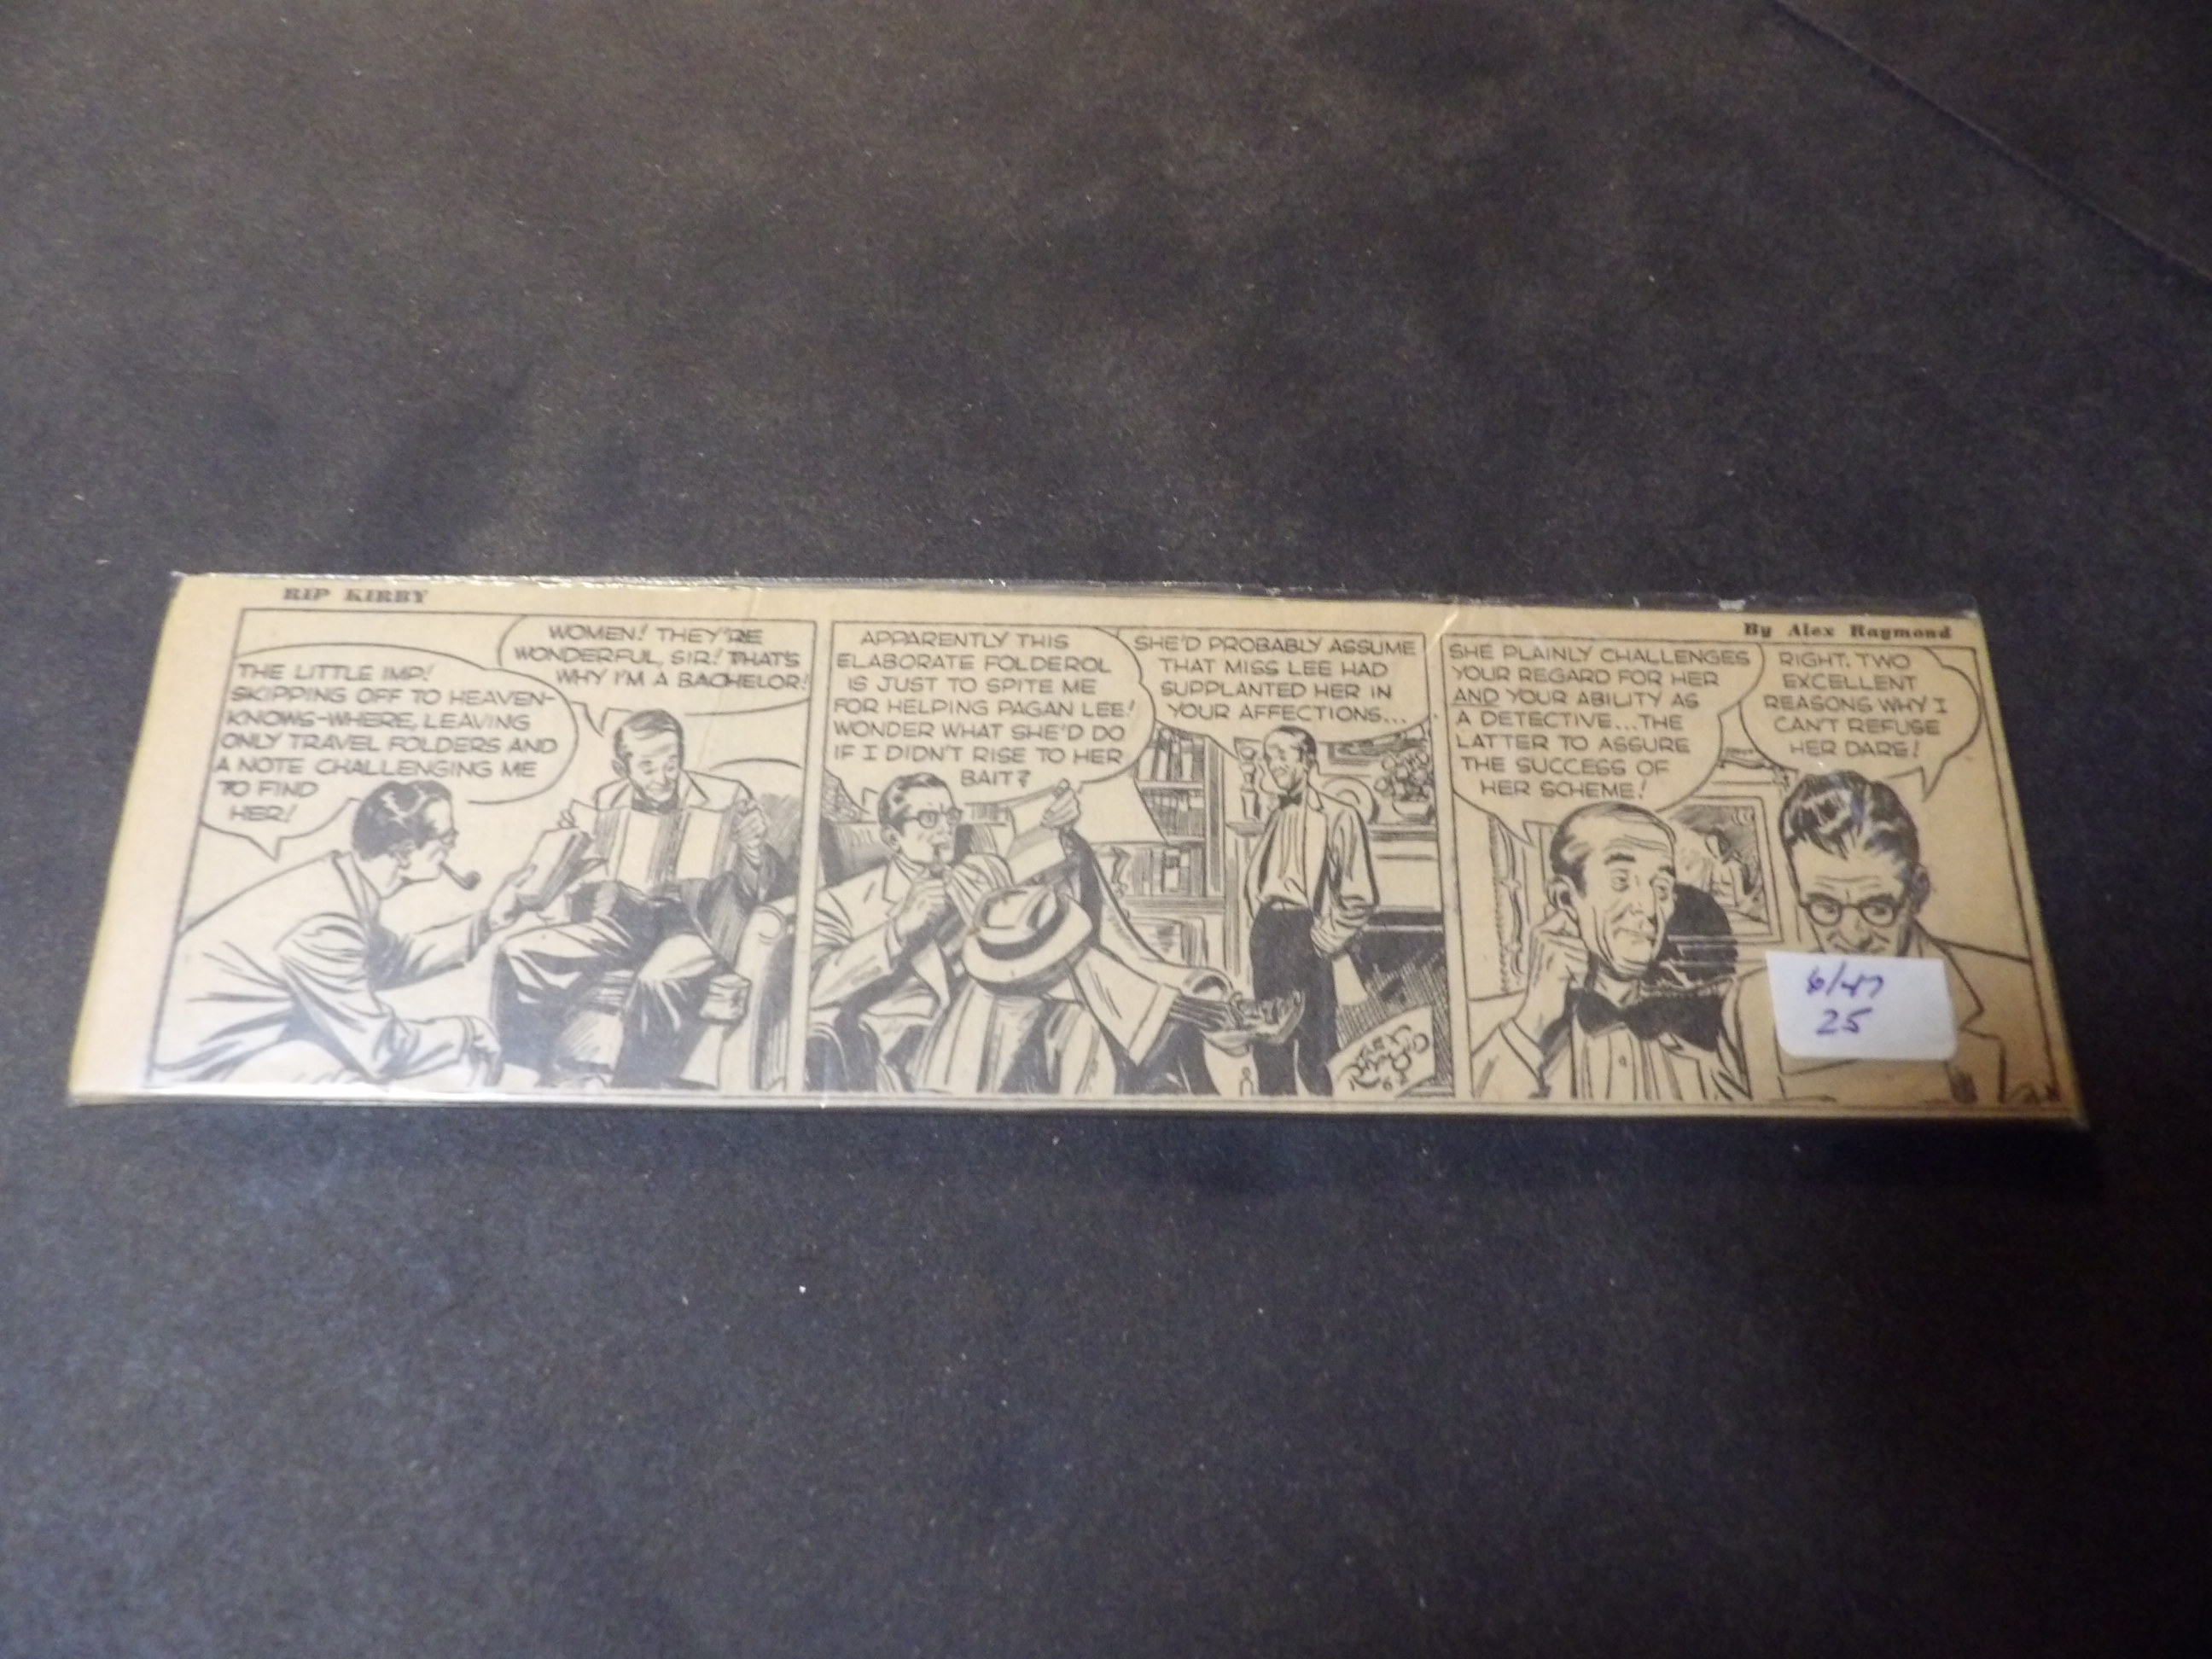 RIP KIRBY
By Alex Raymond
THE LITTLE IMP!
SKIPPING OFF TO HEAVEN-
KNOWS-WHERE, LEAVING
ONLY TRAVEL FOLDERS AND
A NOTE CHALLENGING ME
TO FIND
HER!
WOMEN! THEY'RE
WONDERFUL, SIR! THAT'S
WHY I'M A BACHELOR!
APPARENTLY THIS
ELABORATE FOLDEROL
IS JUST TO SPITE ME
FOR HELPING PAGAN LEE!
WONDER WHAT SHE'D DO
IF I DIDN'T RISE TO HER
BAIT?
SHE'D PROBABLY ASSUME
THAT MISS LEE HAD
SUPPLANTED HER IN
YOUR AFFECTIONS...
ALEX
RAYMOND
SHE PLAINLY CHALLENGES
YOUR REGARD FOR HER
AND YOUR ABILITY AS
A DETECTIVE...THE
LATTER TO ASSURE
THE SUCCESS OF
HER SCHEME!
RIGHT. TWO
EXCELLENT
REASONS WHY I
CAN'T REFUSE
HER DARE!
6/47
25